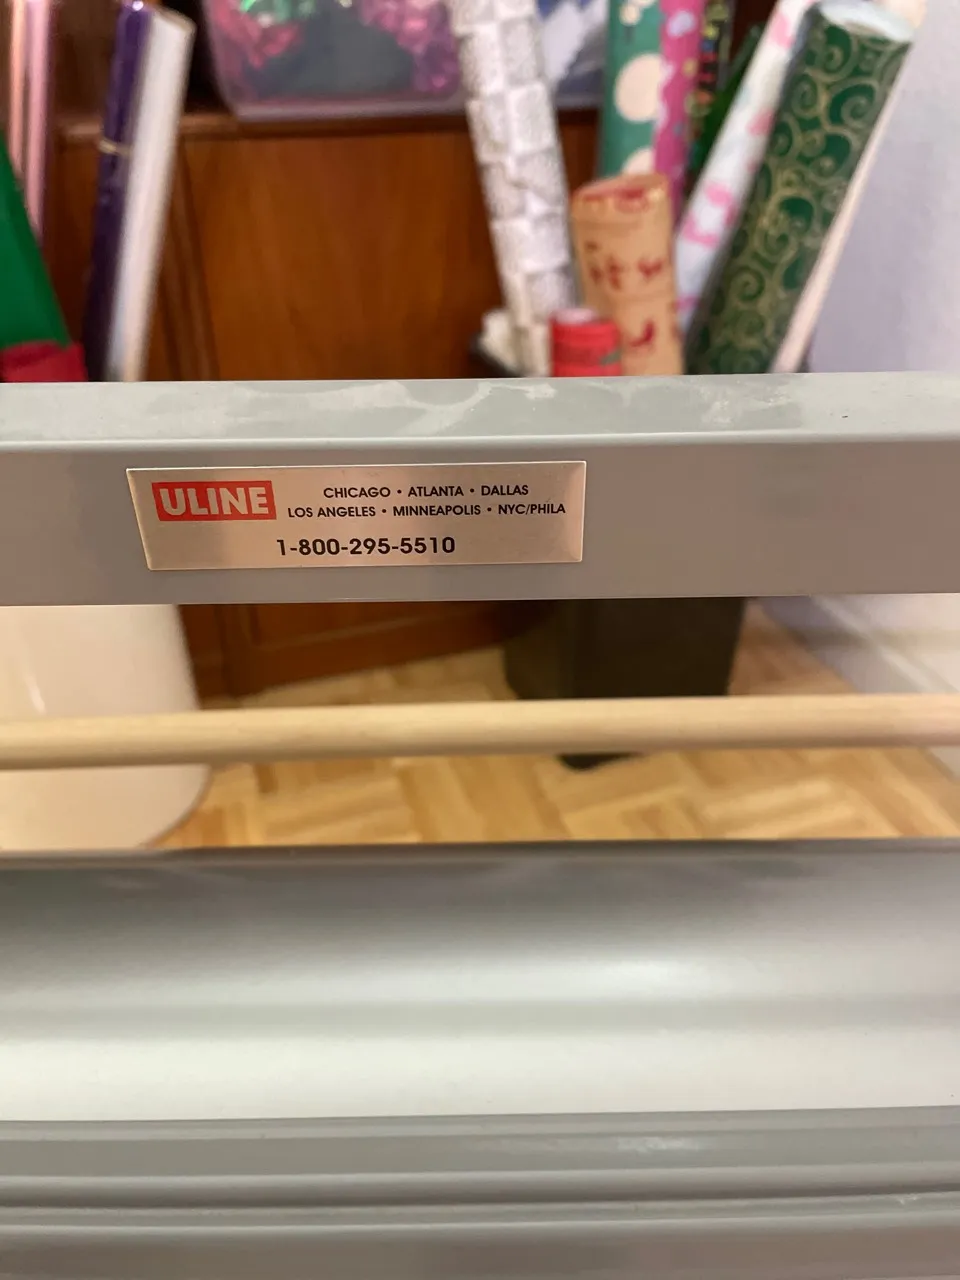 ULINE
CHICAGO • ATLANTA • DALLAS
LOS ANGELES • MINNEAPOLIS • NYC/PHILA
1-800-295-5510